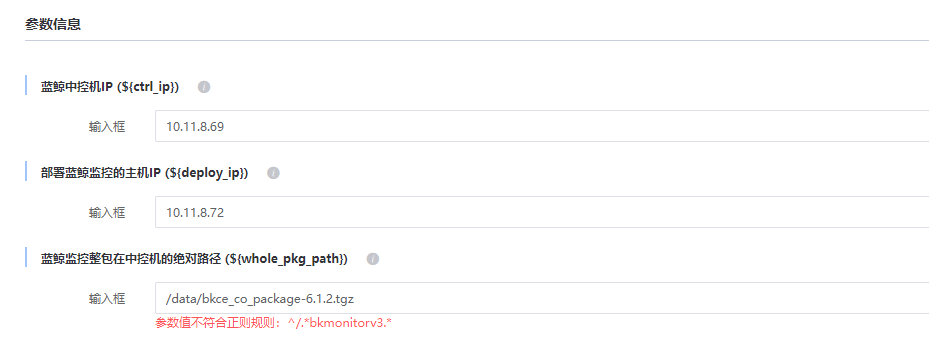 参数信息
蓝鲸中控机IP (${ctrl_ip})
输入框
10.11.8.69
部署蓝鲸监控的主机IP (${deploy_ip})
输入框
10.11.8.72
蓝鲸监控整包在中控机的绝对路径 (${whole_pkg_path})
输入框
/data/bkce_co_package-6.1.2.tgz
参数值不符合正则规则：^/.*bkmonitorv3.*